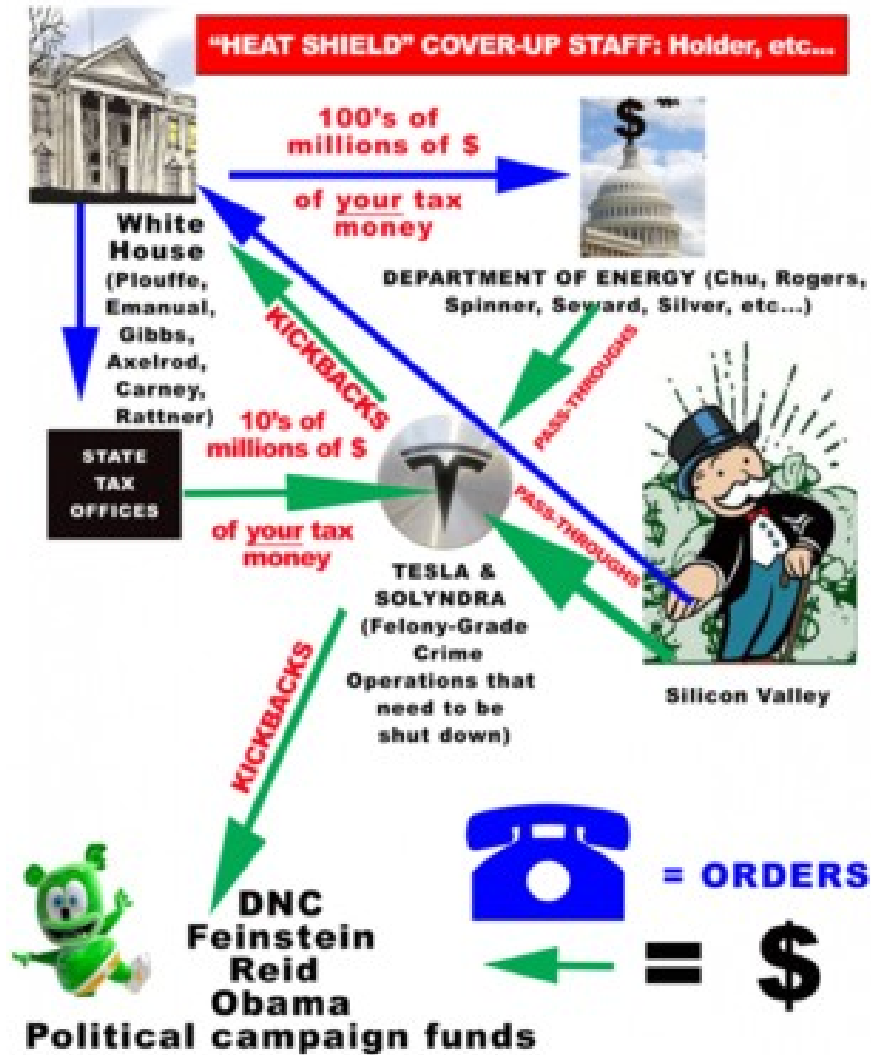 "HEAT SHIELD" COVER-UP STAFF: Holder, etc...
100's of
millions of $
of your tax
money
$
White
House
(Plouffe,
Emanual,
Gibbs,
Axelrod,
Carney,
Rattner)
DEPARTMENT OF ENERGY (Chu, Rogers,
Spinner, Seward, Silver, etc...)
KICKBACKS
PASS-THROUGHS
STATE
TAX
OFFICES
10's of
millions of $
of your tax
money
PASS-THROUGHS
TESLA &
SOLYNDRA
(Felony-Grade
Crime
Operations that
need to be
shut down)
Silicon Valley
KICKBACKS
= ORDERS
= $
DNC
Feinstein
Reid
Obama
Political campaign funds